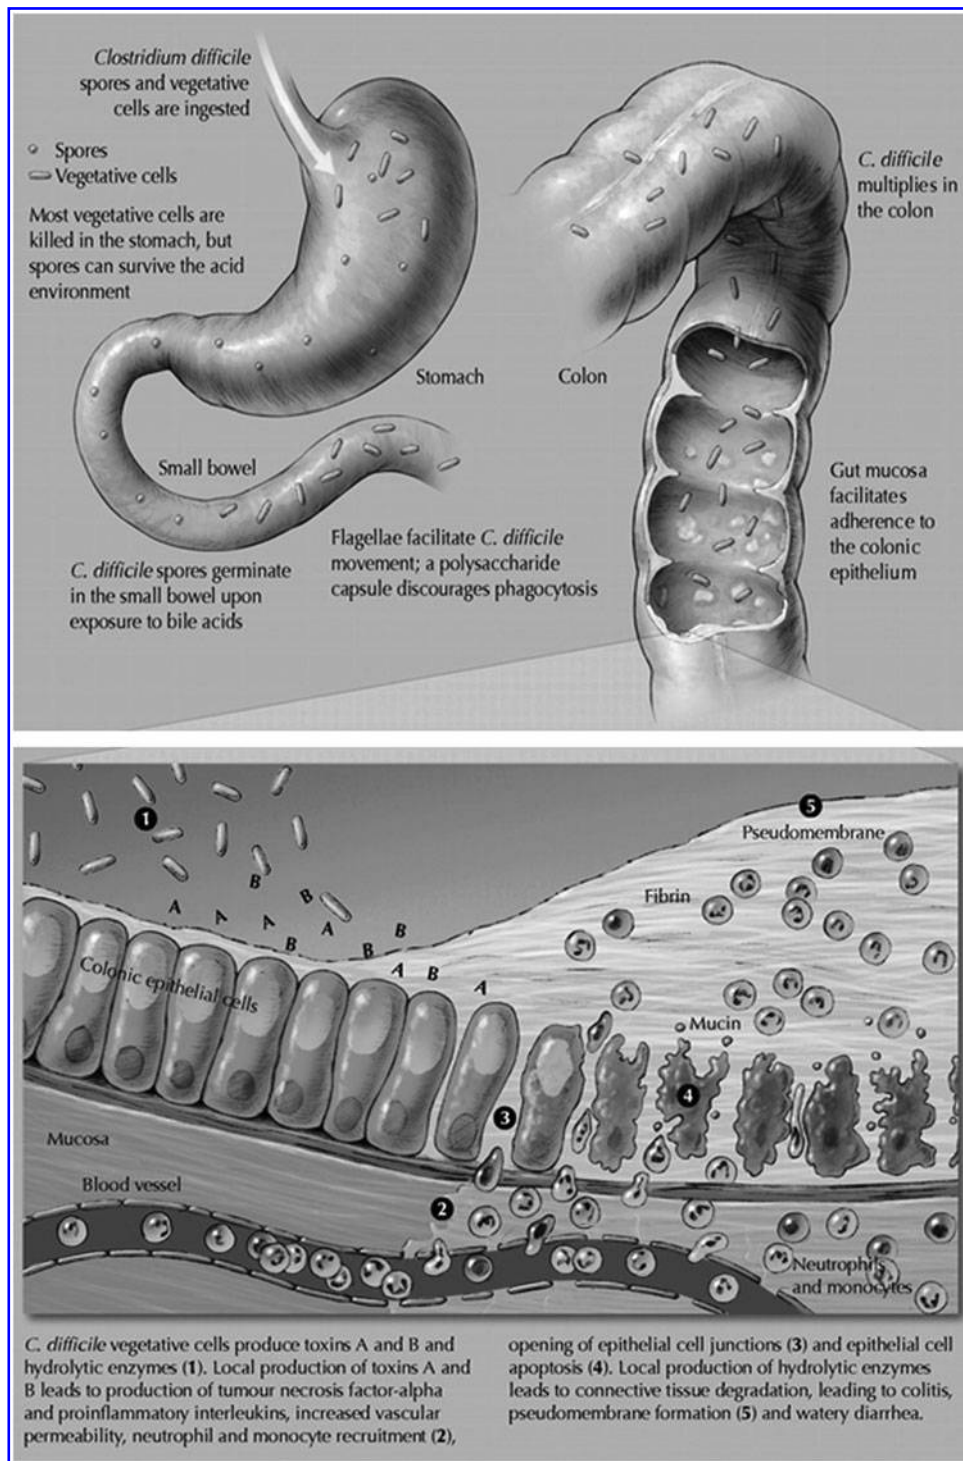 Clostridium difficile
spores and vegetative
cells are ingested
Spores
Vegetative cells
Most vegetative cells are
killed in the stomach, but
spores can survive the acid
environment
Stomach
Small bowel
C. difficile spores germinate
in the small bowel upon
exposure to bile acids
Flagellae facilitate C. difficile
movement; a polysaccharide
capsule discourages phagocytosis
Colon
C. difficile
multiplies in
the colon
Gut mucosa
facilitates
adherence to
the colonic
epithelium
1
B
A
A
A
B
B
A
B
B
A
B
A
5
Pseudomembrane
Fibrin
Colonic epithelial cells
Mucin
4
3
Mucosa
Blood vessel
2
Neutrophils
and monocytes
C. difficile vegetative cells produce toxins A and B and
hydrolytic enzymes (1). Local production of toxins A and
B leads to production of tumour necrosis factor-alpha
and proinflammatory interleukins, increased vascular
permeability, neutrophil and monocyte recruitment (2),
opening of epithelial cell junctions (3) and epithelial cell
apoptosis (4). Local production of hydrolytic enzymes
leads to connective tissue degradation, leading to colitis,
pseudomembrane formation (5) and watery diarrhea.